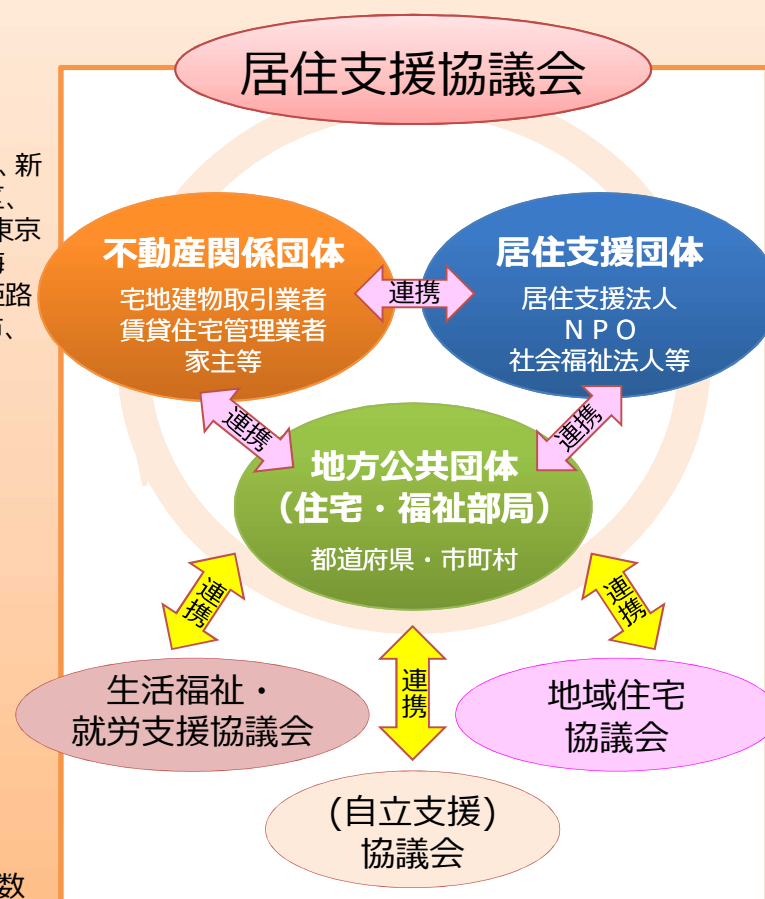 居住支援協議会
、新
、
東京
路
、
不動産関係団体
宅地建物取引業者
賃貸住宅管理業者
家主等
連携
居住支援団体
居住支援法人
ＮＰＯ
社会福祉法人等
連携
連携
地方公共団体
（住宅・福祉部局）
都道府県・市町村
連携
連携
連携
生活福祉・
就労支援協議会
地域住宅
協議会
(自立支援)
協議会
数